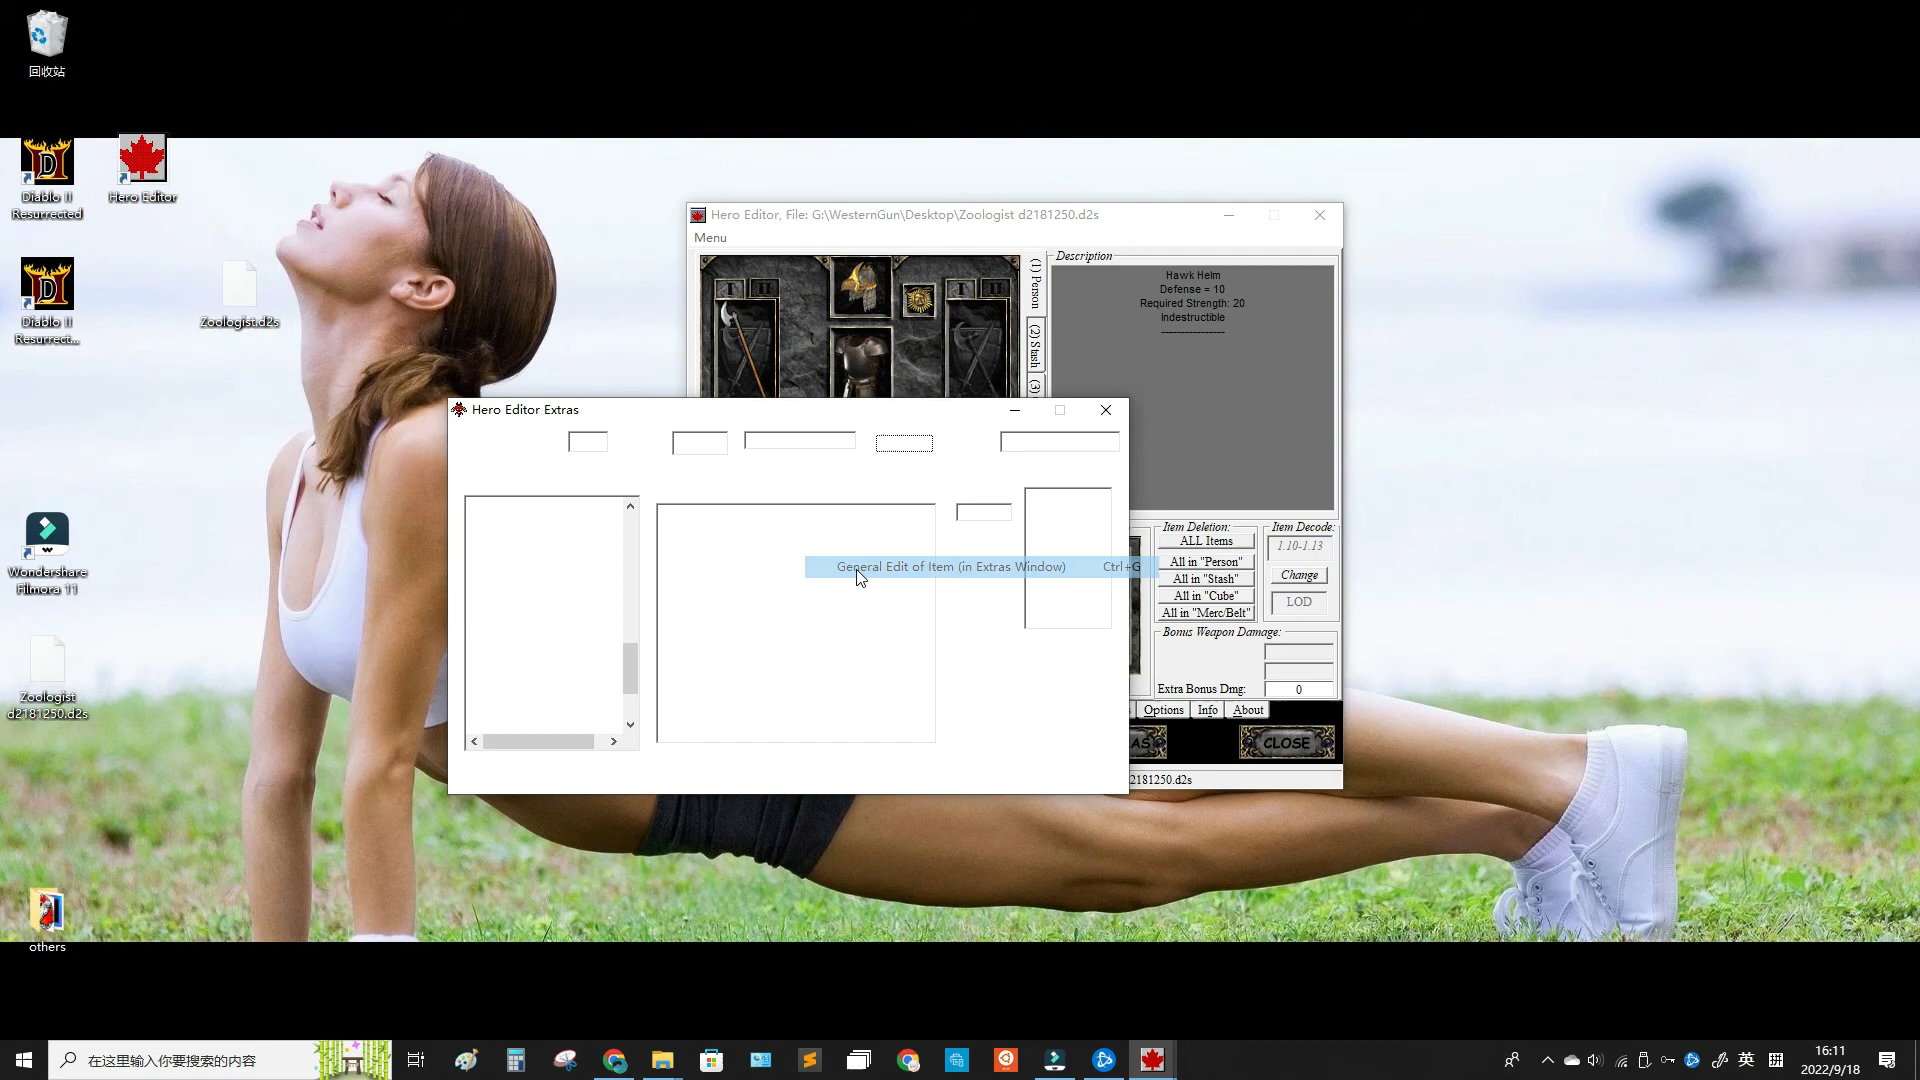 回收站
Diablo II
Resurrected
Hero Editor
Diablo II
Resurrect...
Zoologist.d2s
Wondershare
Filmora 11
Zoologist
d2181250.d2s
others
Hero Editor, File: G:\WesternGun\Desktop\Zoologist d2181250.d2s
Menu
I
II
I
II
(1) Person
(2) Stash
(3)
Description
Hawk Helm
Defense = 10
Required Strength: 20
Indestructible
----------------
Hero Editor Extras
General Edit of Item (in Extras Window) Ctrl+G
Item Deletion:
ALL Items
All in "Person"
All in "Stash"
All in "Cube"
All in "Merc/Belt"
Item Decode:
1.10-1.13
Change
LOD
Bonus Weapon Damage:
Extra Bonus Dmg: 0
s Options Info About
AS
CLOSE
2181250.d2s
在这里输入你要搜索的内容
英
拼
16:11
2022/9/18